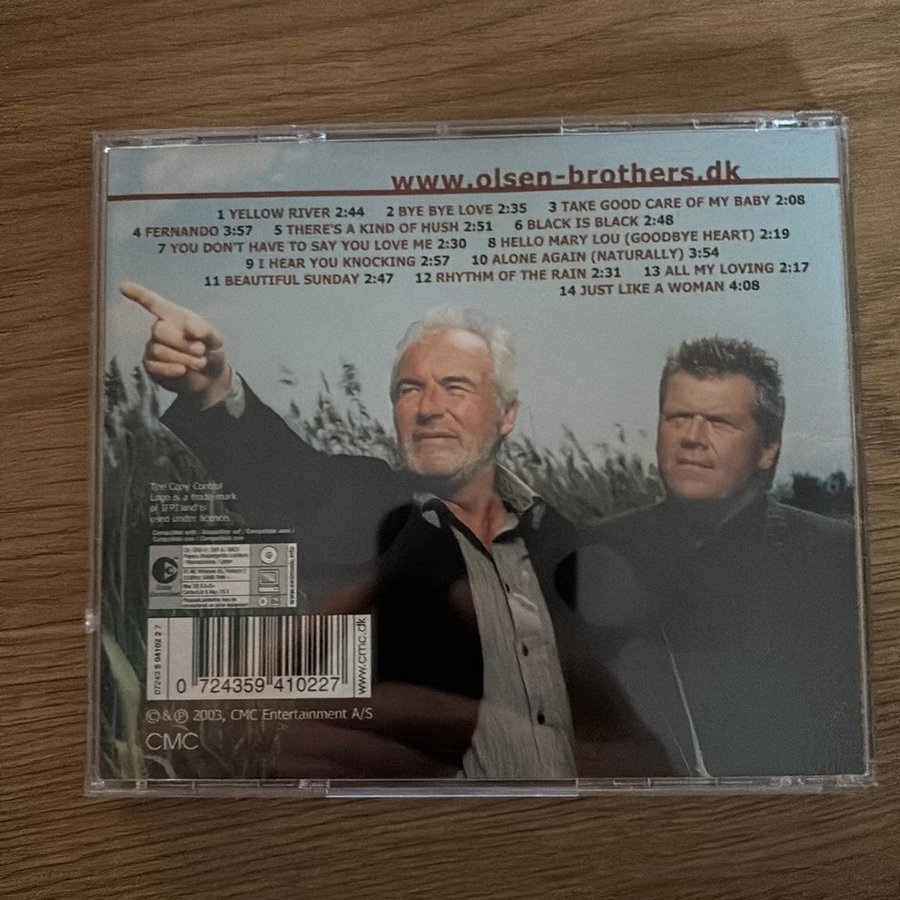 www.olsen-brothers.dk
1 YELLOW RIVER 2:44 2 BYE BYE LOVE 2:35 3 TAKE GOOD CARE OF MY BABY 2:08
4 FERNANDO 3:57 5 THERE'S A KIND OF HUSH 2:51 6 BLACK IS BLACK 2:48
7 YOU DON'T HAVE TO SAY YOU LOVE ME 2:30 8 HELLO MARY LOU (GOODBYE HEART) 2:19
9 I HEAR YOU KNOCKING 2:57 10 ALONE AGAIN (NATURALLY) 3:54
11 BEAUTIFUL SUNDAY 2:47 12 RHYTHM OF THE RAIN 2:31 13 ALL MY LOVING 2:17
14 JUST LIKE A WOMAN 4:08
The Copy Control
Logo is a trade mark
of IFPI and is
used under licence.
0 724359 410227
www.cmc.dk
© & ℗ 2003, CMC Entertainment A/S
CMC